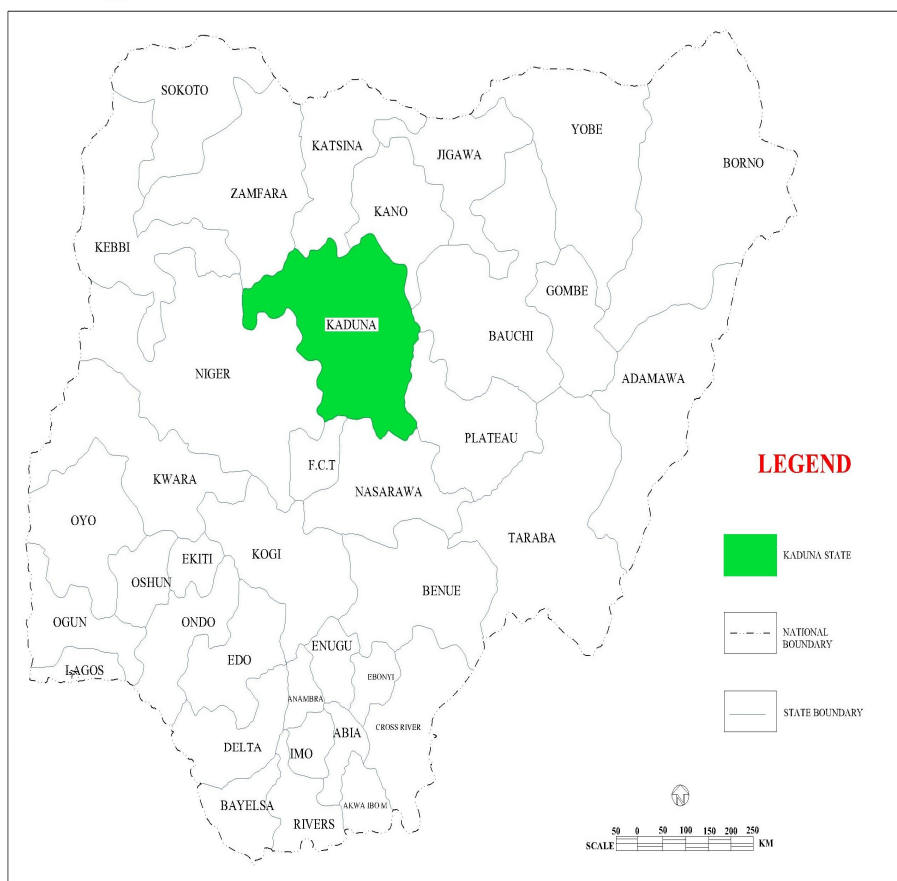 SOKOTO
YOBE
KATSINA
JIGAWA
BORNO
ZAMFARA
KANO
KEBBI
GOMBE
KADUNA
BAUCHI
NIGER
ADAMAWA
PLATEAU
F.C.T
LEGEND
KWARA
NASARAWA
OYO
TARABA
KOGI
EKITI
KADUNA STATE
OSHUN
BENUE
OGUN
ONDO
NATIONAL
BOUNDARY
ENUGU
EDO
LAGOS
EBONYI
ANAMBRA
STATE BOUNDARY
CROSS RIVER
ABIA
DELTA
IMO
N
BAYELSA
AKWA IBO M
RIVERS
50 0 50 100 150 200 250
SCALE KM